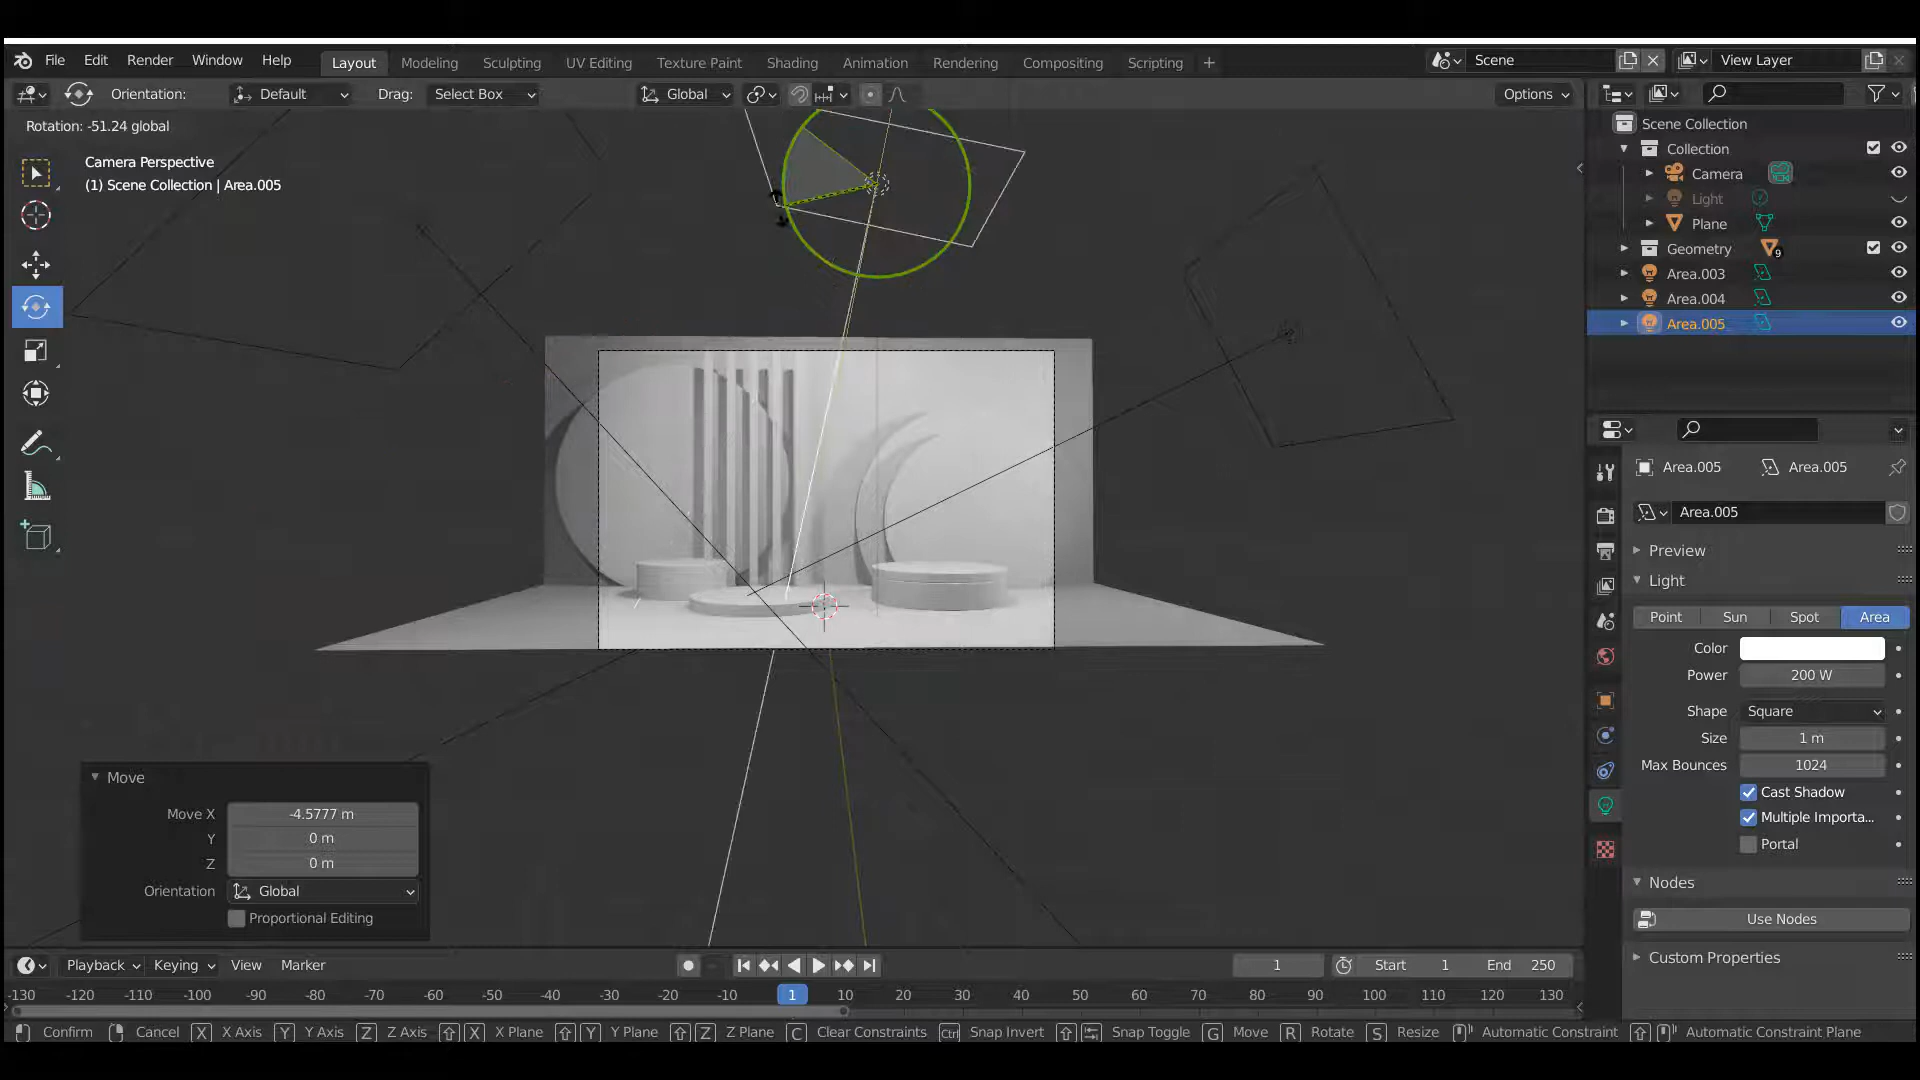 File Edit Render Window Help Layout Modeling Sculpting UV Editing Texture Paint Shading Animation Rendering Compositing Scripting + Scene View Layer
Orientation: Default Drag: Select Box Global Options
Rotation: -51.24 global
Camera Perspective
(1) Scene Collection | Area.005
Scene Collection
Collection
Camera
Light
Plane
Geometry 9
Area.003
Area.004
Area.005
Area.005 Area.005
Area.005
Preview
Light
Point Sun Spot Area
Color
Power 200 W
Shape Square
Size 1 m
Max Bounces 1024
Cast Shadow
Multiple Importa...
Portal
Nodes
Use Nodes
Custom Properties
Move
Move X -4.5777 m
Y 0 m
Z 0 m
Orientation Global
Proportional Editing
Playback Keying View Marker 1 Start 1 End 250
-130 -120 -110 -100 -90 -80 -70 -60 -50 -40 -30 -20 -10 1 10 20 30 40 50 60 70 80 90 100 110 120 130
Confirm Cancel X X Axis Y Y Axis Z Z Axis X X Plane Y Y Plane Z Z Plane C Clear Constraints Ctrl Snap Invert Snap Toggle G Move R Rotate S Resize Automatic Constraint Automatic Constraint Plane